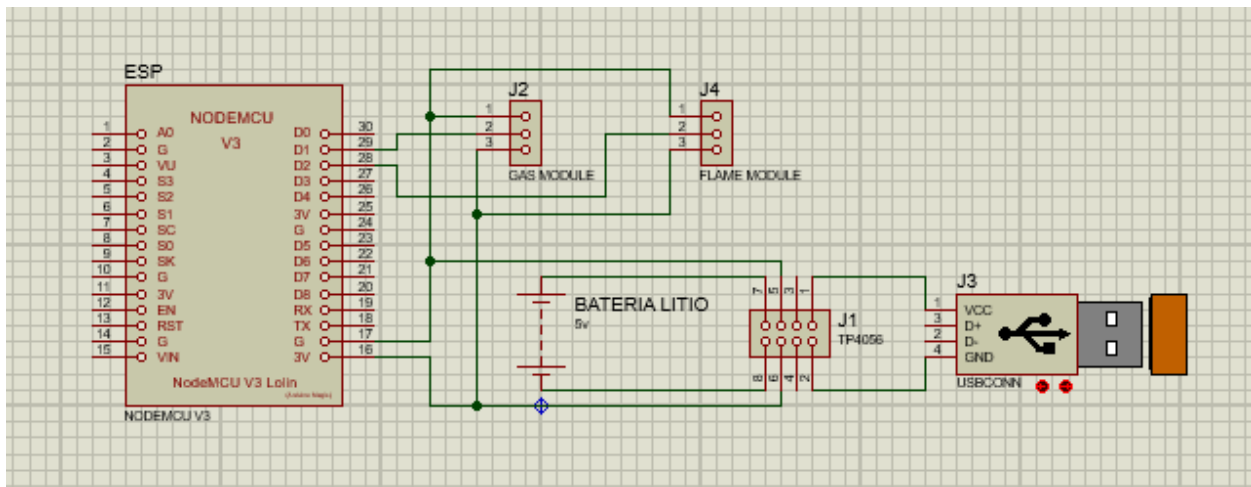 ESP
NODEMCU
V3
1 A0
2 G
3 VU
4 S3
5 S2
6 S1
7 SC
8 S0
9 SK
10 G
11 3V
12 EN
13 RST
14 G
15 VIN
D0 30
D1 29
D2 28
D3 27
D4 26
3V 25
G 24
D5 23
D6 22
D7 21
D8 20
RX 19
TX 18
G 17
3V 16
NodeMCU V3 Lolin
NODEMCU V3
J2
1
2
3
GAS MODULE
J4
1
2
3
FLAME MODULE
BATERIA LITIO
5v
7 5 3 1
J1
TP4056
8 6 4 2
J3
1 VCC
3 D+
2 D-
4 GND
USBCONN